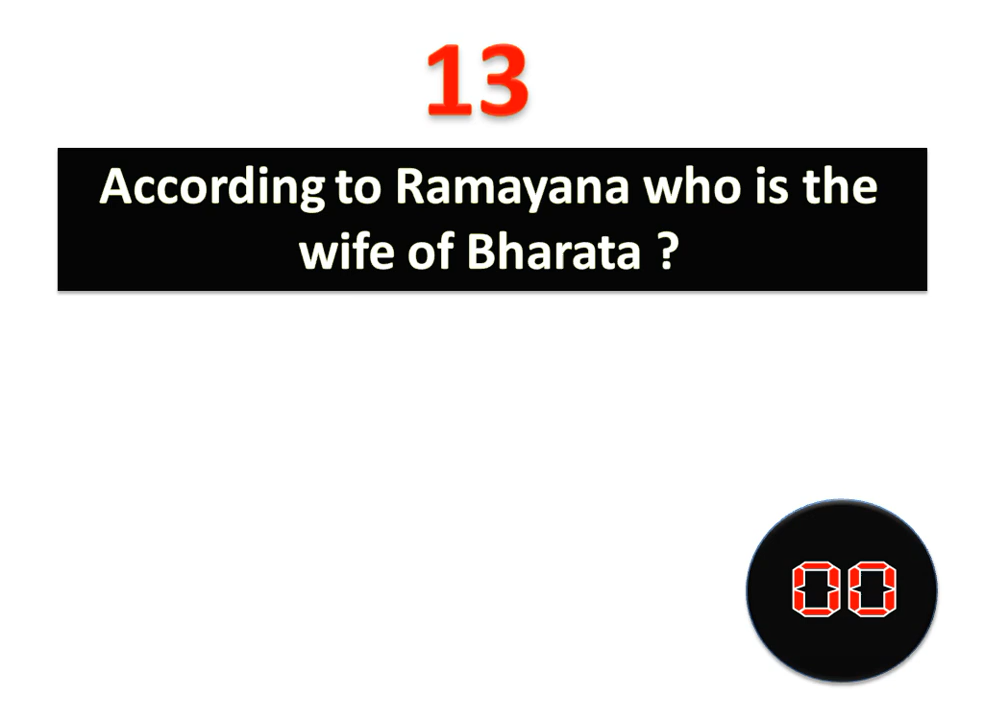 13
According to Ramayana who is the
wife of Bharata ?
00